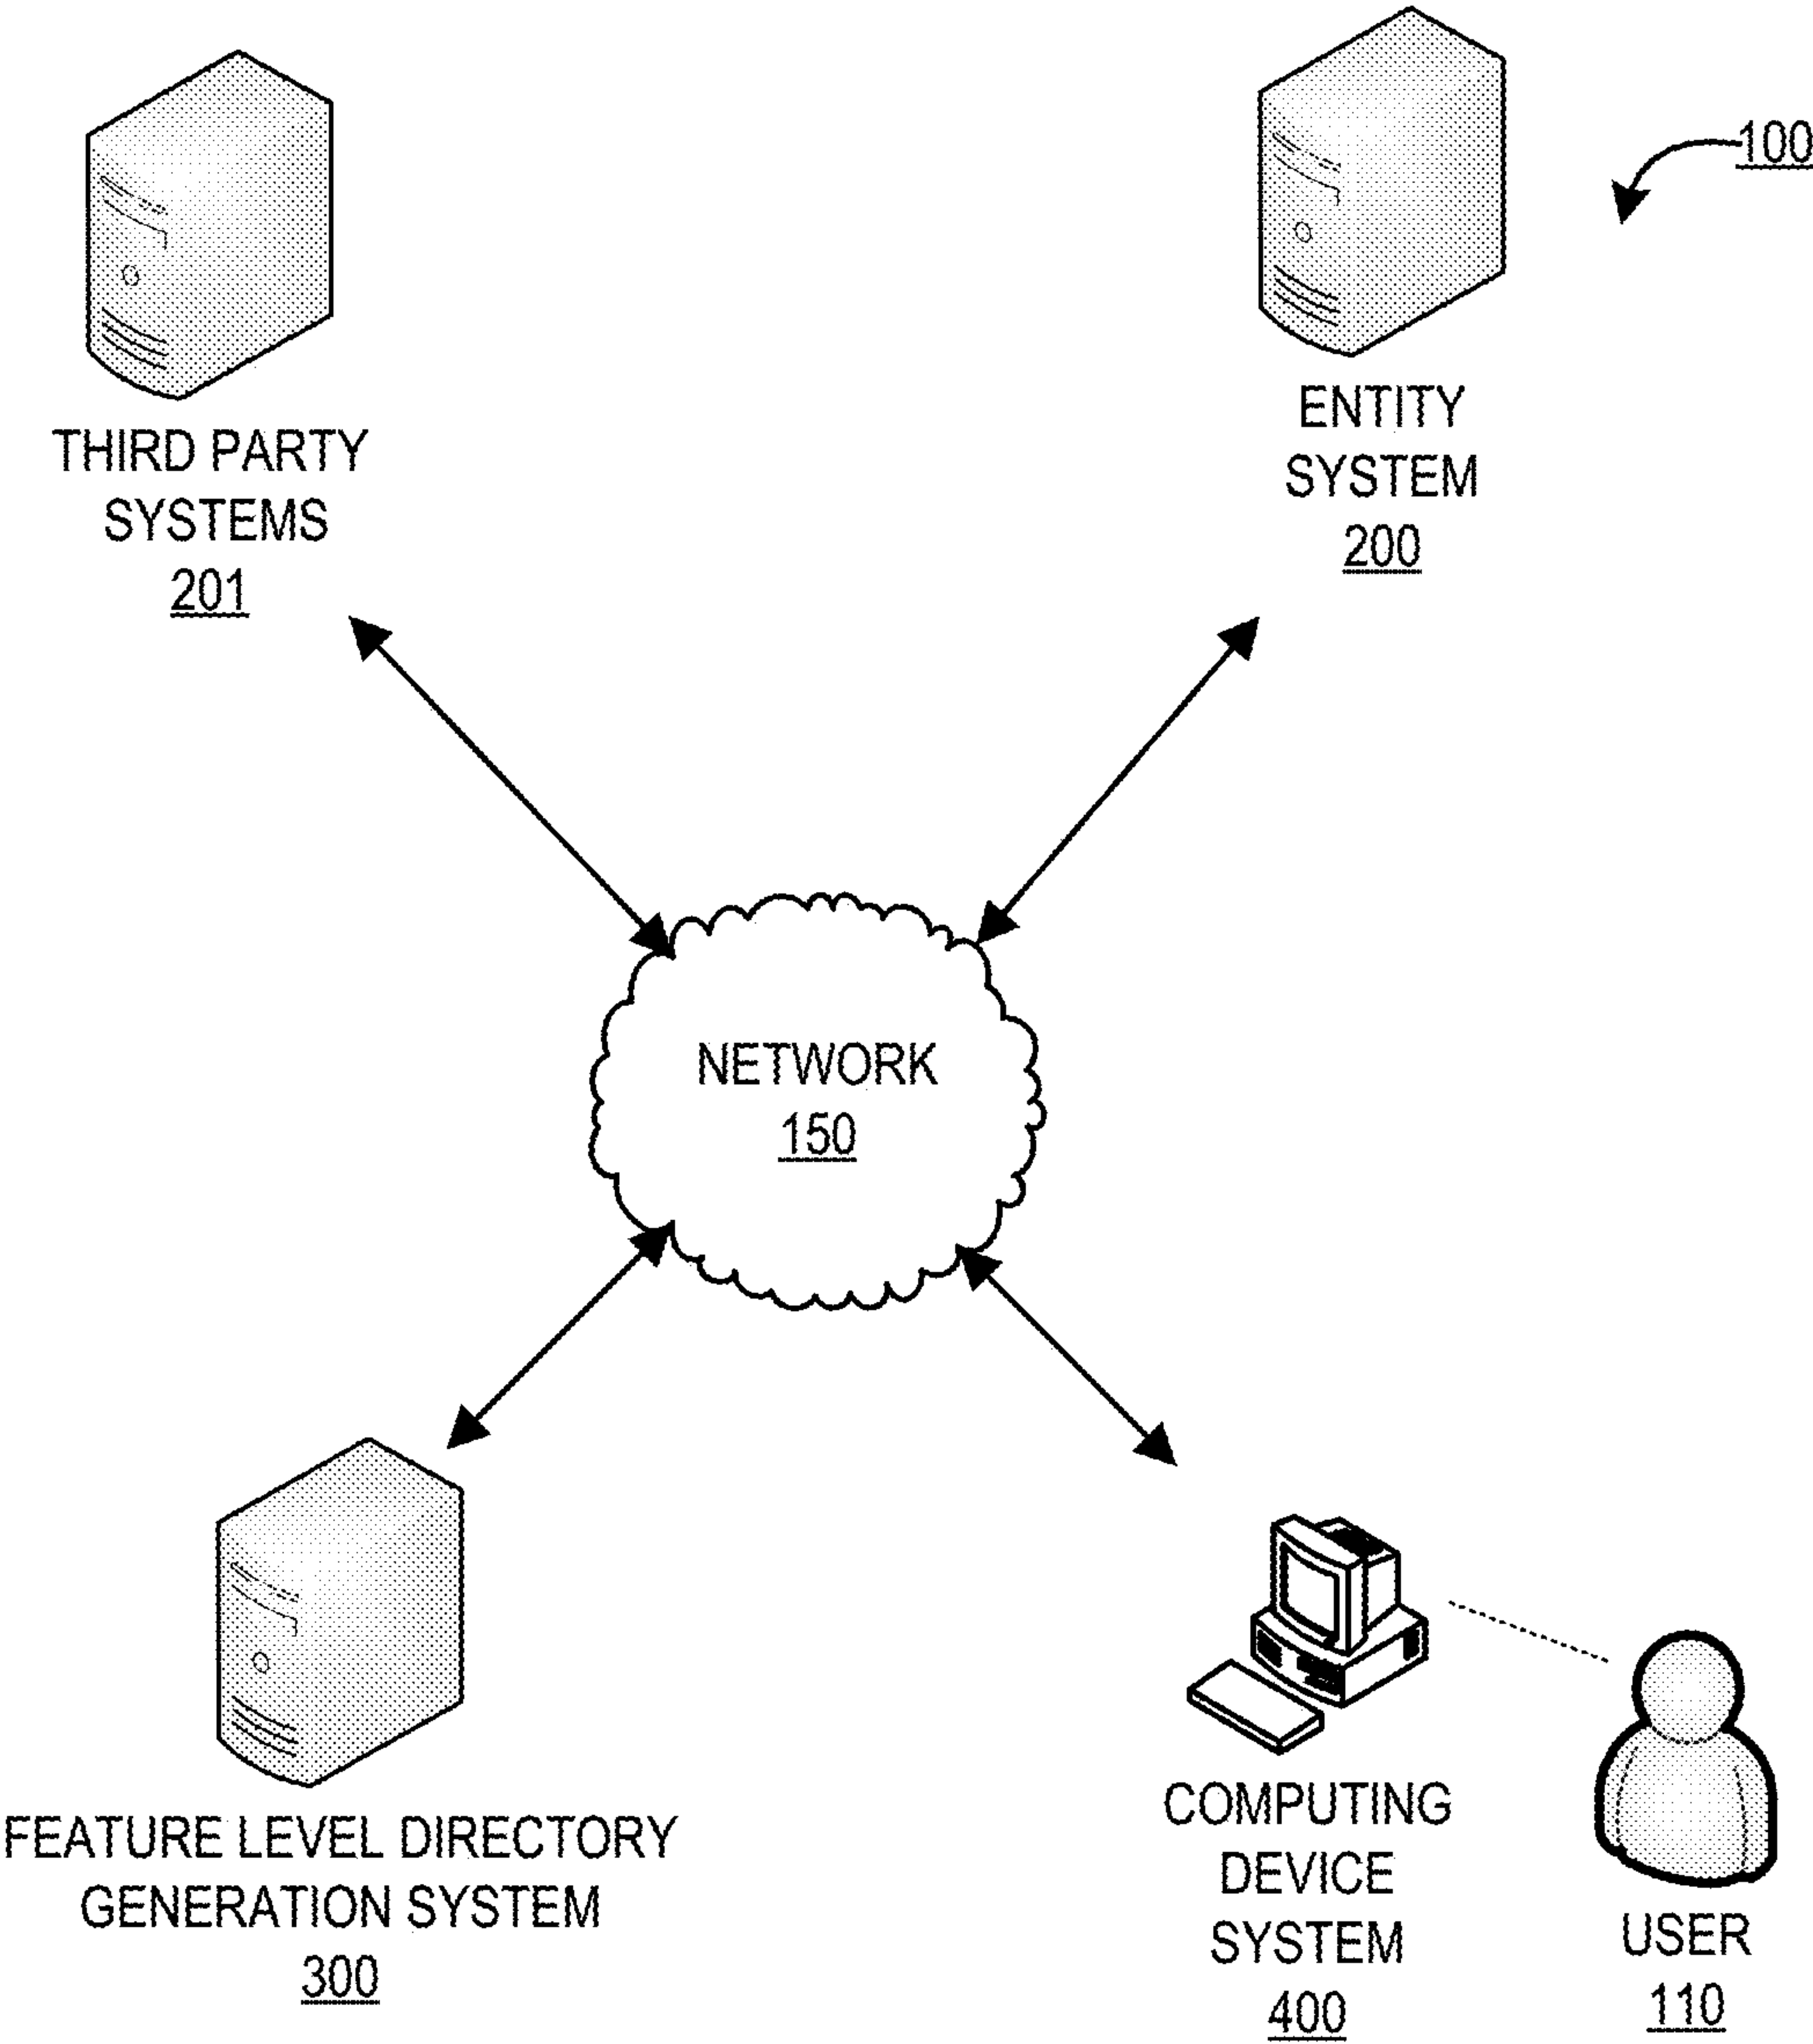 100
THIRD PARTY
SYSTEMS
201
ENTITY
SYSTEM
200
NETWORK
150
FEATURE LEVEL DIRECTORY
GENERATION SYSTEM
300
COMPUTING
DEVICE
SYSTEM
400
USER
110